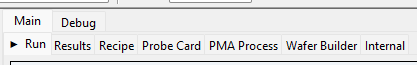 Main Debug
► Run Results Recipe Probe Card PMA Process Wafer Builder Internal